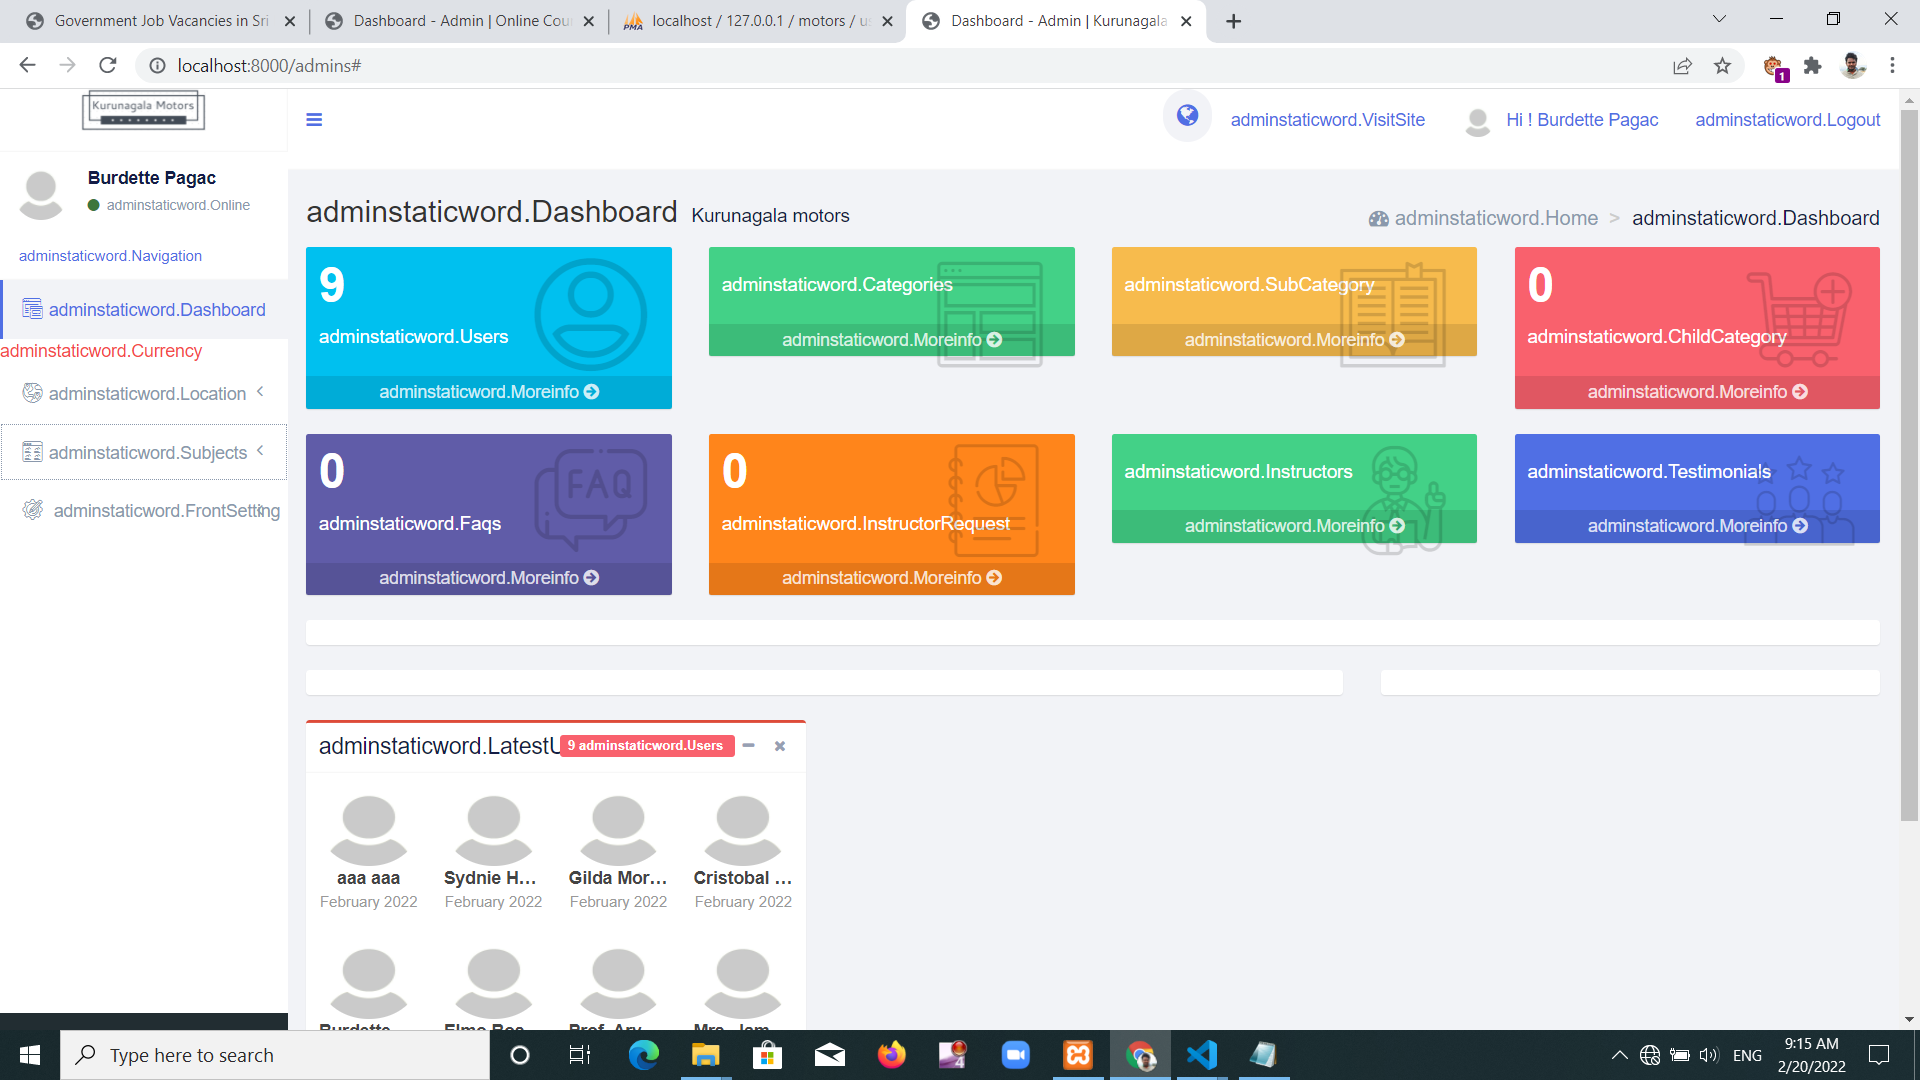 Government Job Vacancies in Sri
Dashboard - Admin | Online Cou
localhost / 127.0.0.1 / motors / us
Dashboard - Admin | Kurunagala
localhost:8000/admins#
1
Kurunagala Motors
adminstaticword.VisitSite
Hi ! Burdette Pagac
adminstaticword.Logout
Burdette Pagac
adminstaticword.Online
adminstaticword.Navigation
adminstaticword.Dashboard
adminstaticword.Currency
adminstaticword.Location
adminstaticword.Subjects
adminstaticword.FrontSetting
adminstaticword.Dashboard Kurunagala motors
adminstaticword.Home > adminstaticword.Dashboard
9
adminstaticword.Users
adminstaticword.Moreinfo
adminstaticword.Categories
adminstaticword.Moreinfo
adminstaticword.SubCategory
adminstaticword.Moreinfo
0
adminstaticword.ChildCategory
adminstaticword.Moreinfo
0
adminstaticword.Faqs
FAQ
adminstaticword.Moreinfo
0
adminstaticword.InstructorRequest
adminstaticword.Moreinfo
adminstaticword.Instructors
adminstaticword.Moreinfo
adminstaticword.Testimonials
adminstaticword.Moreinfo
adminstaticword.LatestU
9 adminstaticword.Users
aaa aaa
February 2022
Sydnie H...
February 2022
Gilda Mor...
February 2022
Cristobal ...
February 2022
Burdette
Type here to search
ENG
9:15 AM
2/20/2022